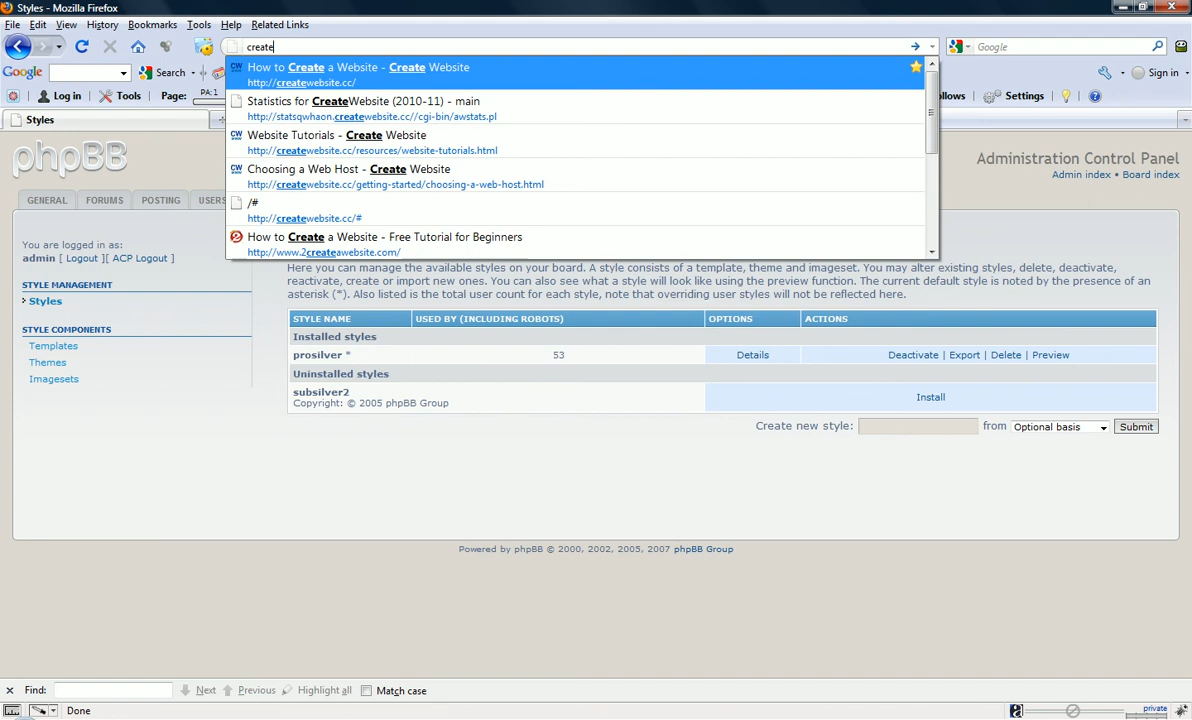 Styles - Mozilla Firefox
File Edit View History Bookmarks Tools Help Related Links
create
Google
How to Create a Website - Create Website
http://createwebsite.cc/
Google Search Sign in
Statistics for CreateWebsite (2010-11) - main
http://statsqwhaon.createwebsite.cc//cgi-bin/awstats.pl
Log in Tools Page: PA:1 ollows Settings
Styles
Website Tutorials - Create Website
http://createwebsite.cc/resources/website-tutorials.html
Choosing a Web Host - Create Website
http://createwebsite.cc/getting-started/choosing-a-web-host.html
/#
http://createwebsite.cc/#
How to Create a Website - Free Tutorial for Beginners
http://www.2createawebsite.com/
phpBB
Administration Control Panel
Admin index • Board index
GENERAL FORUMS POSTING USERS
You are logged in as:
admin [ Logout ][ ACP Logout ]
STYLE MANAGEMENT
Styles
STYLE COMPONENTS
Templates
Themes
Imagesets
Here you can manage the available styles on your board. A style consists of a template, theme and imageset. You may alter existing styles, delete, deactivate,
reactivate, create or import new ones. You can also see what a style will look like using the preview function. The current default style is noted by the presence of an
asterisk (*). Also listed is the total user count for each style, note that overriding user styles will not be reflected here.
STYLE NAME USED BY (INCLUDING ROBOTS) OPTIONS ACTIONS
Installed styles
prosilver * 53 Details Deactivate | Export | Delete | Preview
Uninstalled styles
subsilver2
Copyright: © 2005 phpBB Group
Install
Create new style: from Optional basis Submit
Powered by phpBB © 2000, 2002, 2005, 2007 phpBB Group
Find: Next Previous Highlight all Match case
Done
private